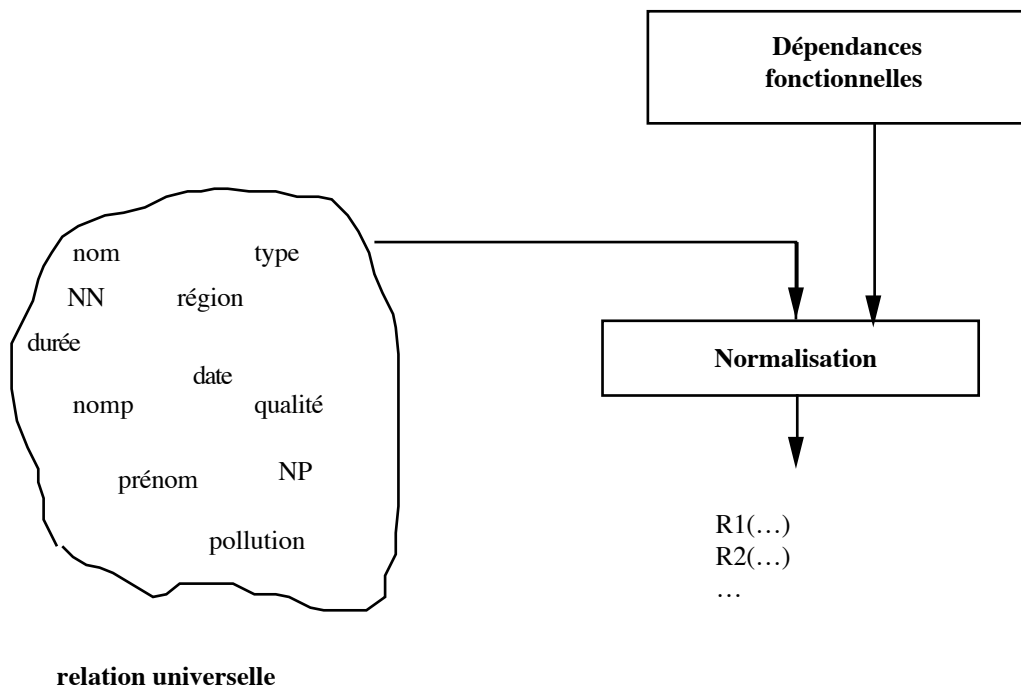 Dépendances
fonctionnelles
nom
type
NN
région
durée
date
nomp
qualité
prénom
NP
pollution
Normalisation
R1(…)
R2(…)
…
relation universelle